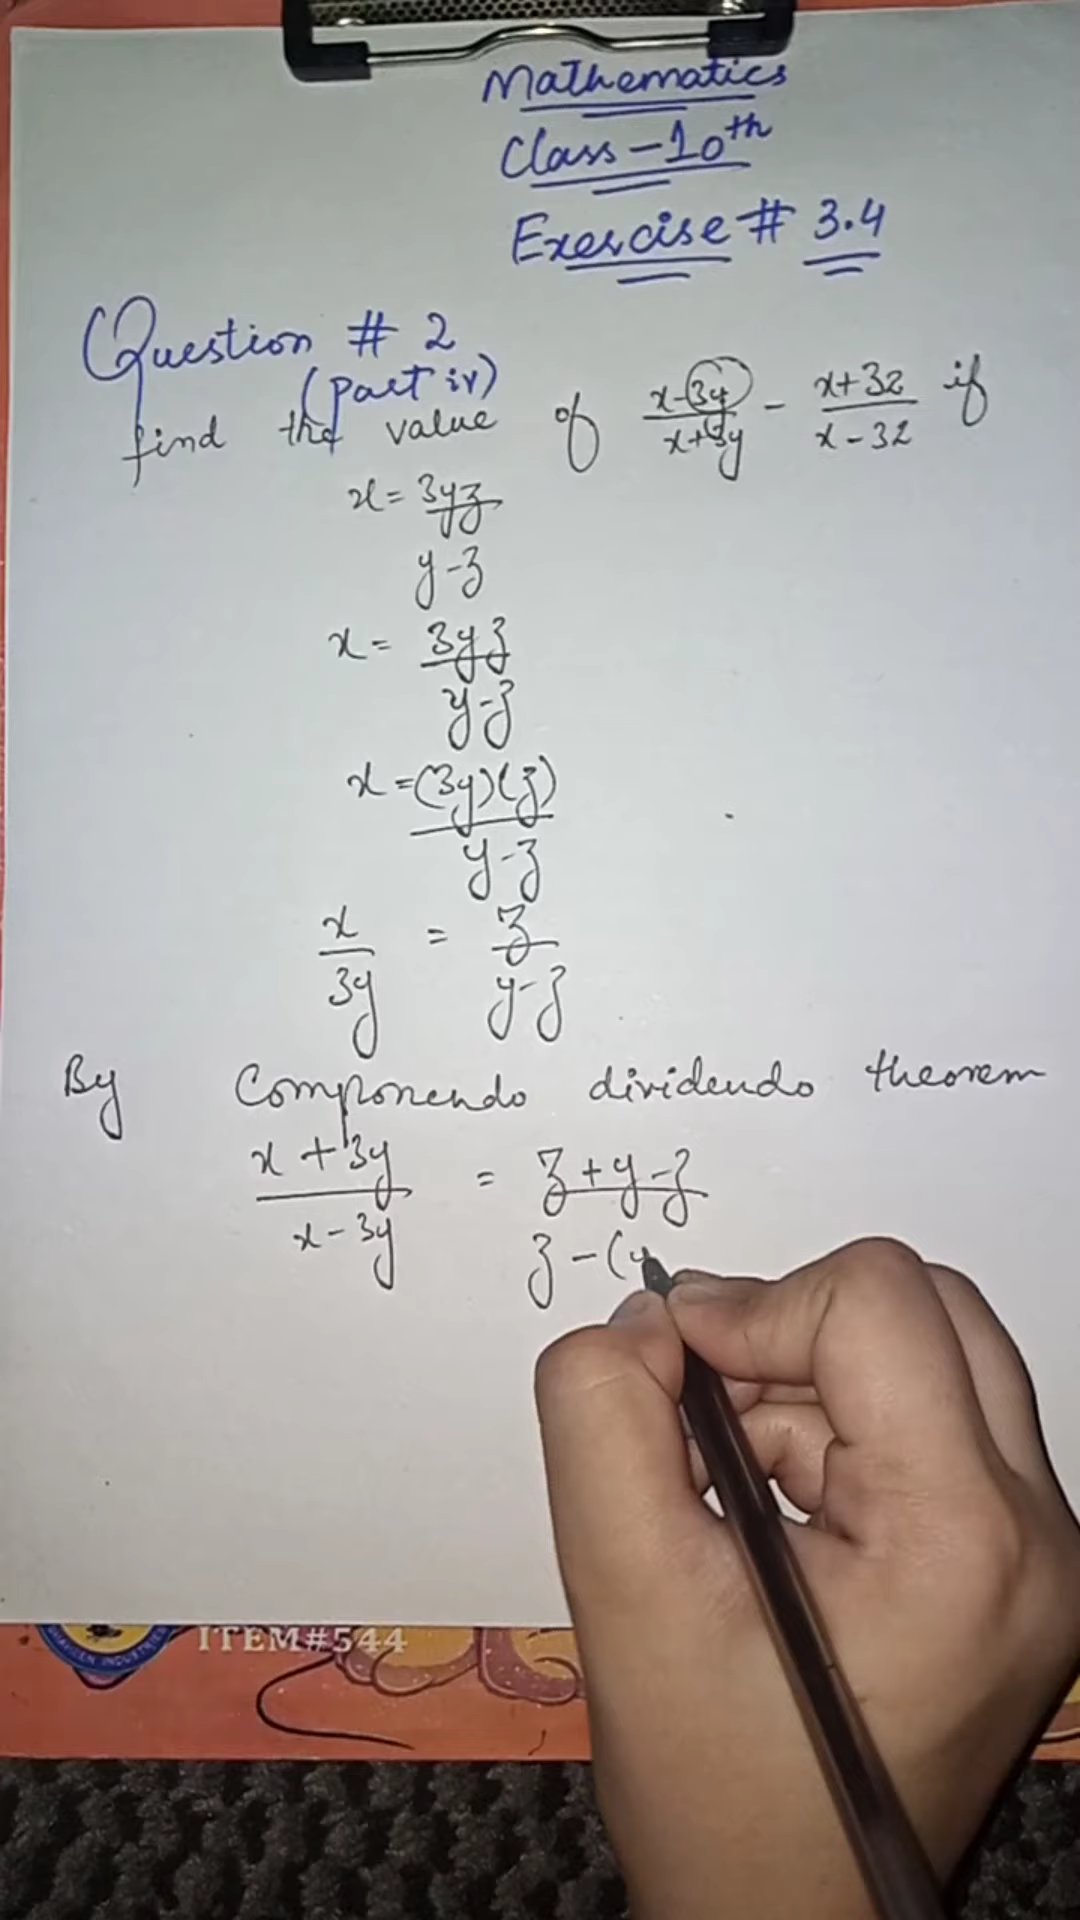 Mathematics
Class - 10th
Exercise # 3.4
Question # 2
(part iv)
find the value of x-3y/x+3y - x+3z/x-3z if
x = 3yz
y-z
x = 3yz
y-z
x = (3y)(z)
y-z
x = z
3y y-z
By Componendo dividendo theorem
x + 3y = z + y - z
x - 3y z - (y
ITEM#544